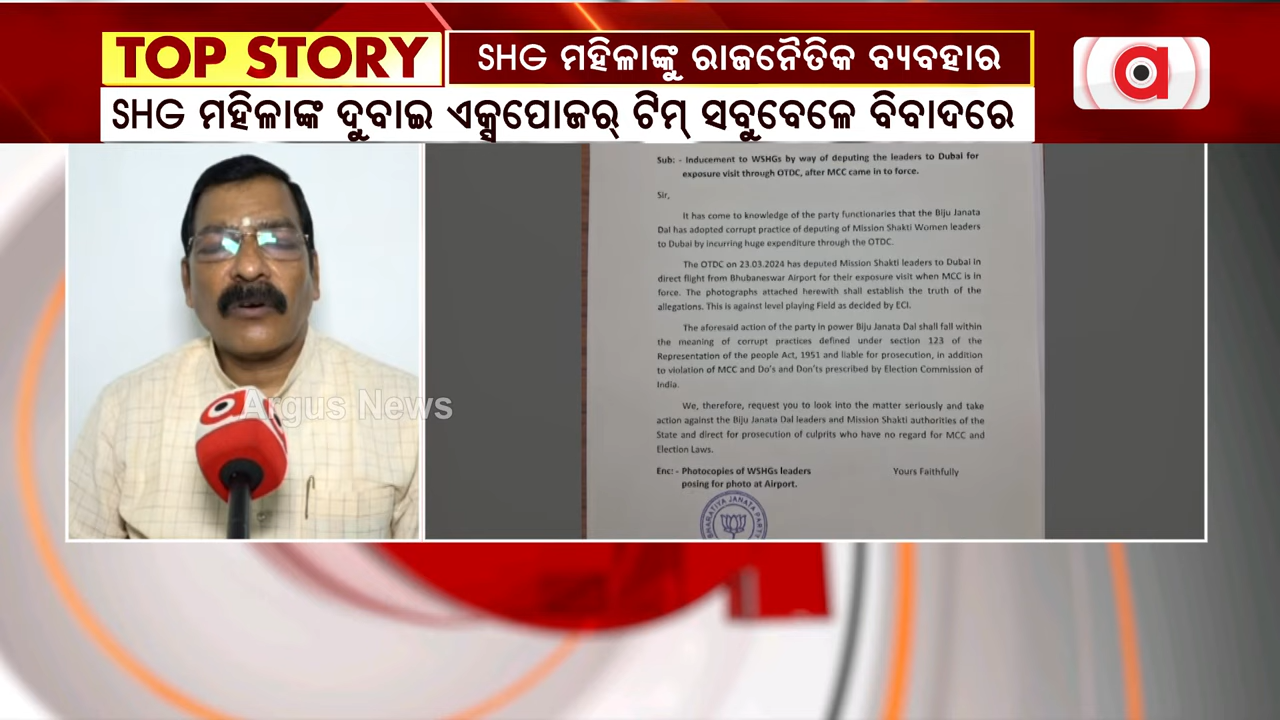 TOP STORY
SHG ମହିଳାଙ୍କୁ ରାଜନୈତିକ ବ୍ୟବହାର
SHG ମହିଳାଙ୍କ ଦୁବାଇ ଏକ୍ସପୋଜର୍ ଟିମ୍ ସବୁବେଳେ ବିବାଦରେ
Sub: - Inducement to WSHGs by way of deputing the leaders to Dubai for
exposure visit through OTDC, after MCC came in to force.
Sir,
It has come to knowledge of the party functionaries that the Biju Janata
Dal has adopted corrupt practice of deputing of Mission Shakti Women leaders
to Dubai by incurring huge expenditure through the OTDC.
The OTDC on 23.03.2024 has deputed Mission Shakti leaders to Dubai in
direct flight from Bhubaneswar Airport for their exposure visit when MCC is in
force. The photographs attached herewith shall establish the truth of the
allegations. This is against level playing Field as decided by ECI.
The aforesaid action of the party in power Biju Janata Dal shall fall within
the meaning of corrupt practices defined under section 123 of the
Representation of the people Act, 1951 and liable for prosecution, in addition
to violation of MCC and Do's and Don'ts prescribed by Election Commission of
India.
We, therefore, request you to look into the matter seriously and take
action against the Biju Janata Dal leaders and Mission Shakti authorities of the
State and direct for prosecution of culprits who have no regard for MCC and
Election Laws.
Enc: - Photocopies of WSHGs leaders Yours Faithfully
posing for photo at Airport.
BHARATIYA JANATA PARTY
Argus News